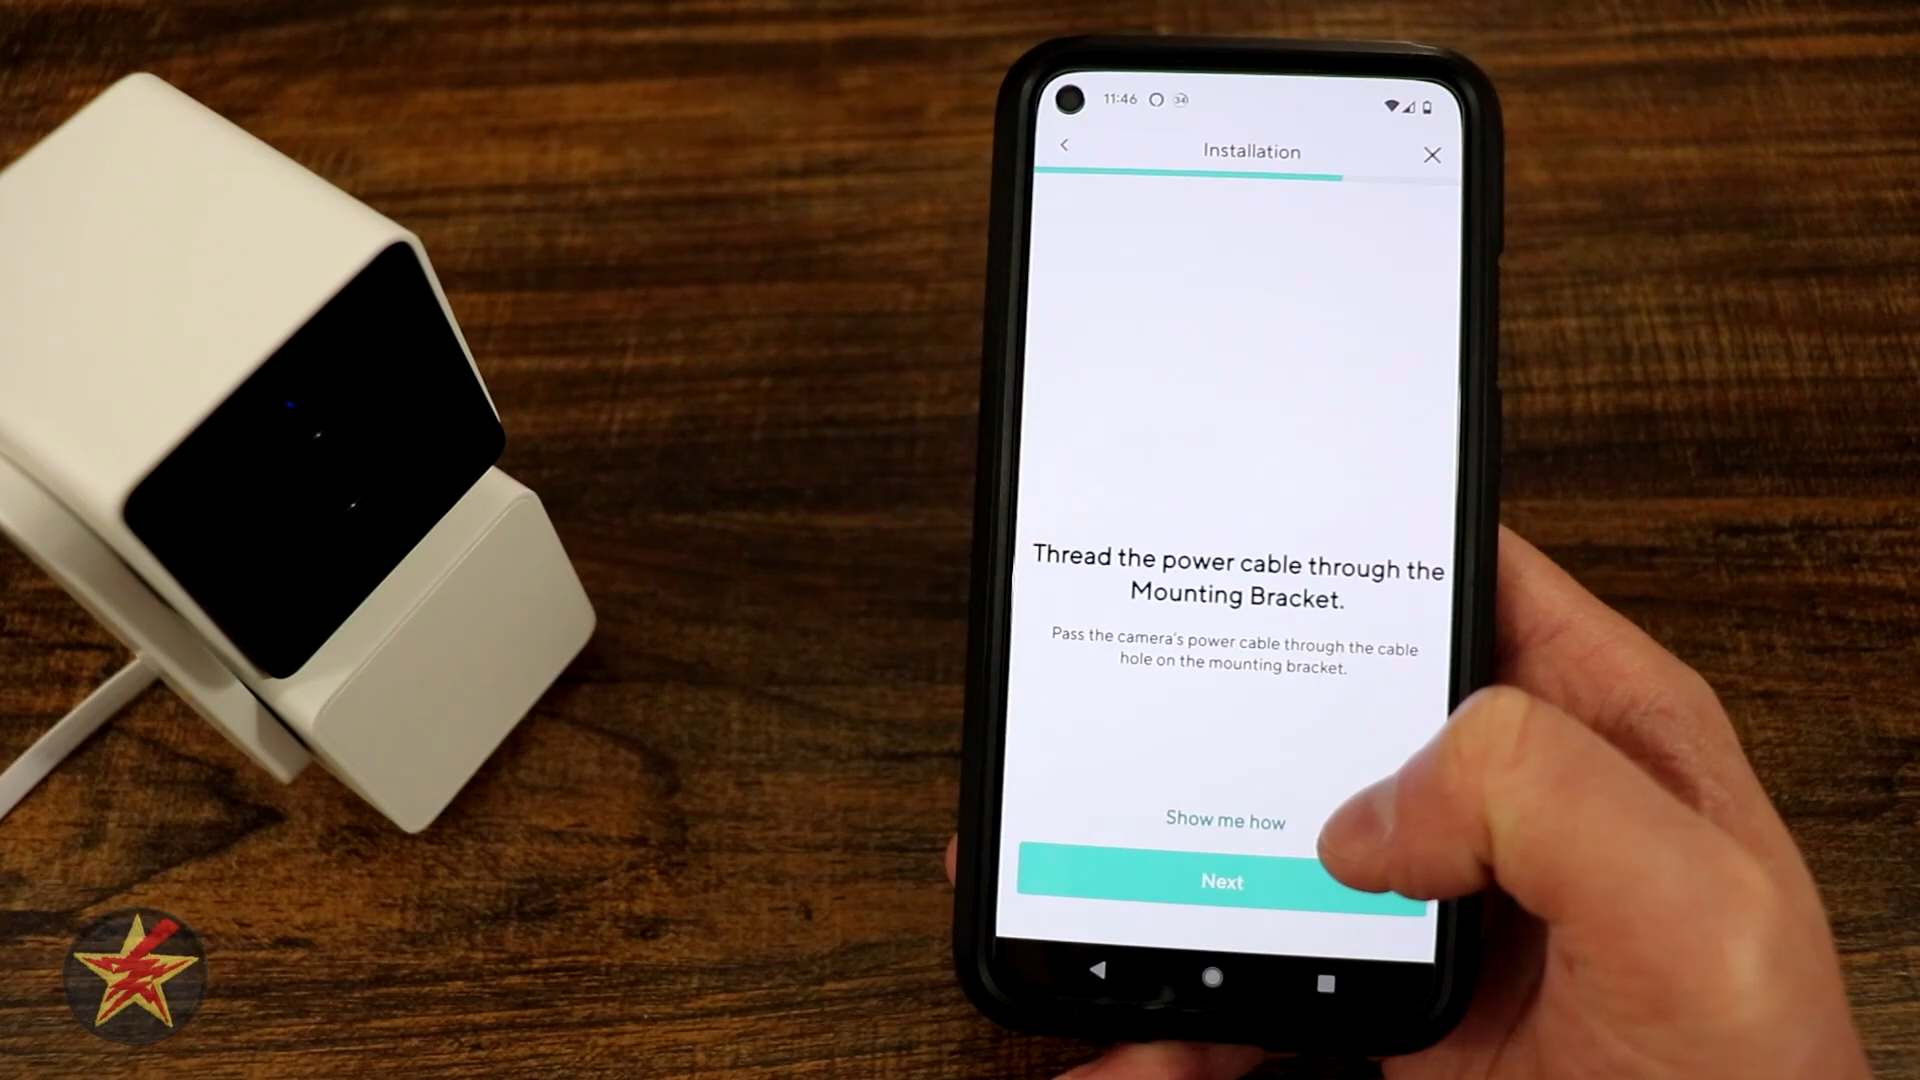 11:46
34
Installation
Thread the power cable through the
Mounting Bracket.
Pass the camera's power cable through the cable
hole on the mounting bracket.
Show me how
Next